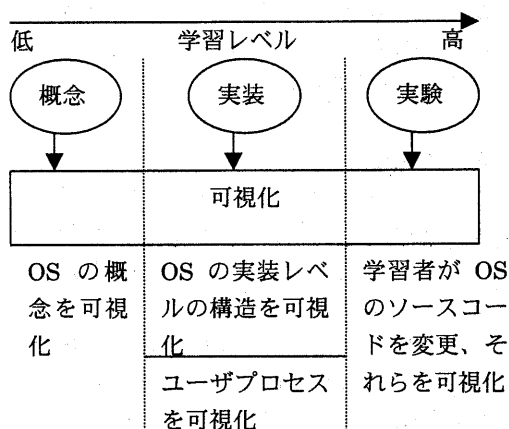 低 学習レベル 高
概念 実装 実験
可視化
OS の概
念を可視
化
OS の実装レベ
ルの構造を可視
化
ユーザプロセス
を可視化
学習者が OS
のソースコー
ドを変更、そ
れらを可視化